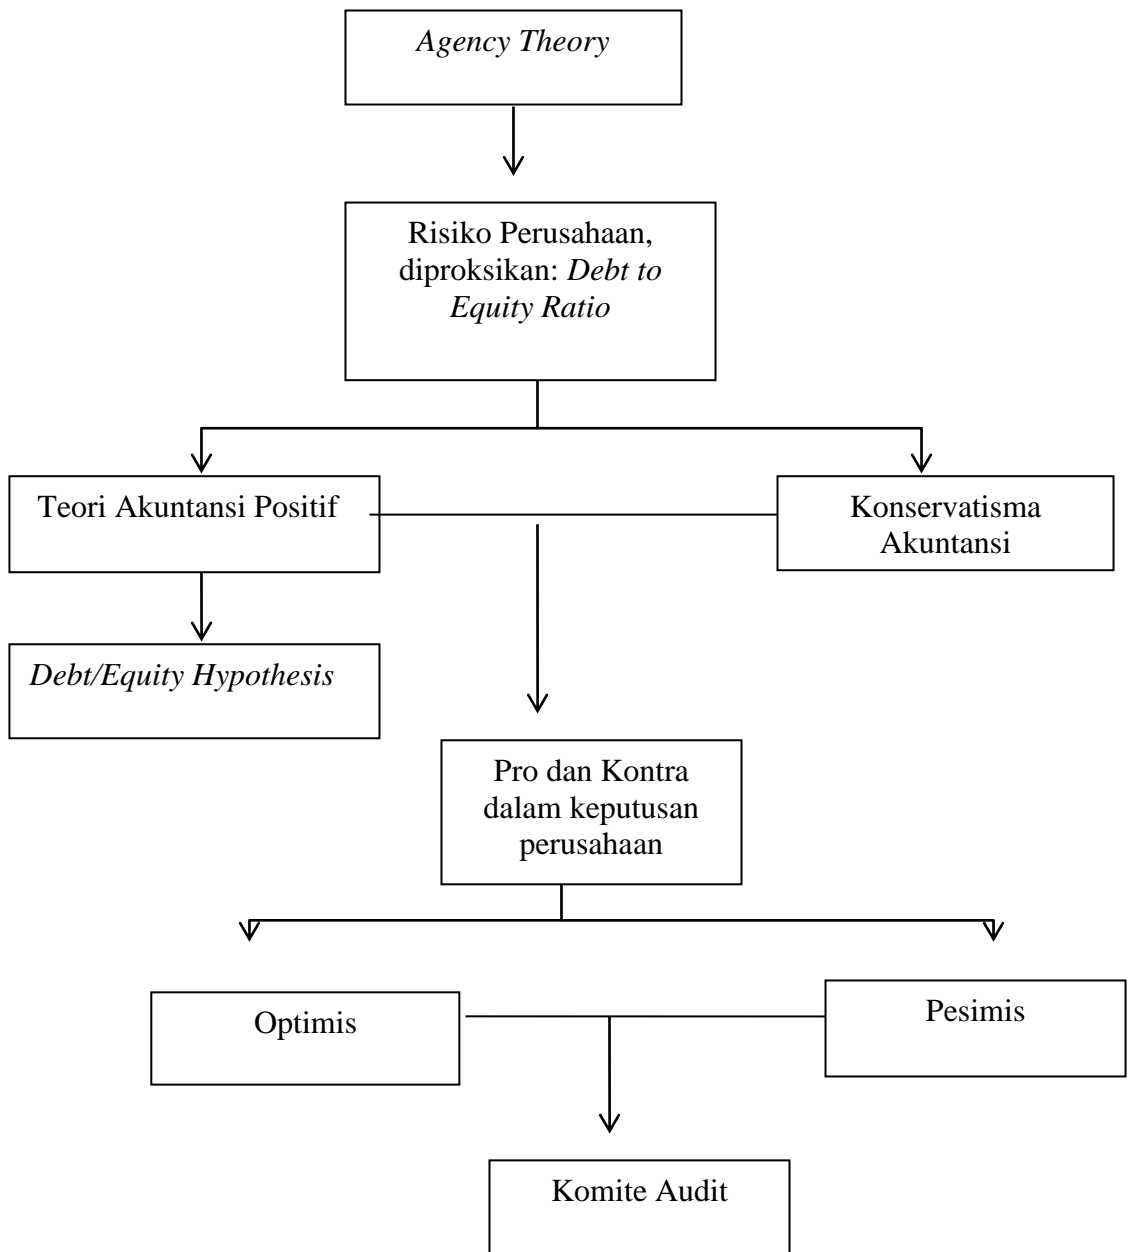 Agency Theory
Risiko Perusahaan,
diproksikan: Debt to
Equity Ratio
Teori Akuntansi Positif
Konservatisma
Akuntansi
Debt/Equity Hypothesis
Pro dan Kontra
dalam keputusan
perusahaan
Optimis
Pesimis
Komite Audit